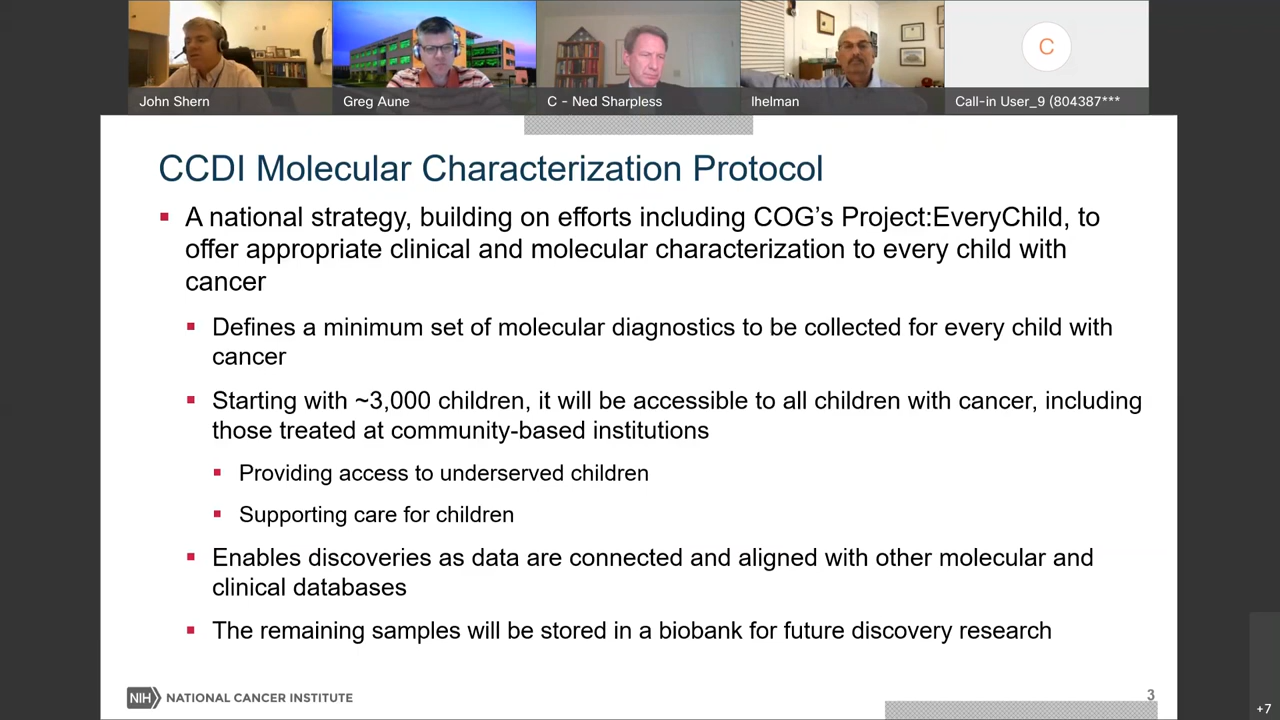 John Shern
Greg Aune
C - Ned Sharpless
lhelman
C
Call-in User_9 (804387***
CCDI Molecular Characterization Protocol
A national strategy, building on efforts including COG's Project:EveryChild, to
offer appropriate clinical and molecular characterization to every child with
cancer
Defines a minimum set of molecular diagnostics to be collected for every child with
cancer
Starting with ~3,000 children, it will be accessible to all children with cancer, including
those treated at community-based institutions
Providing access to underserved children
Supporting care for children
Enables discoveries as data are connected and aligned with other molecular and
clinical databases
The remaining samples will be stored in a biobank for future discovery research
NIH NATIONAL CANCER INSTITUTE
3
+7